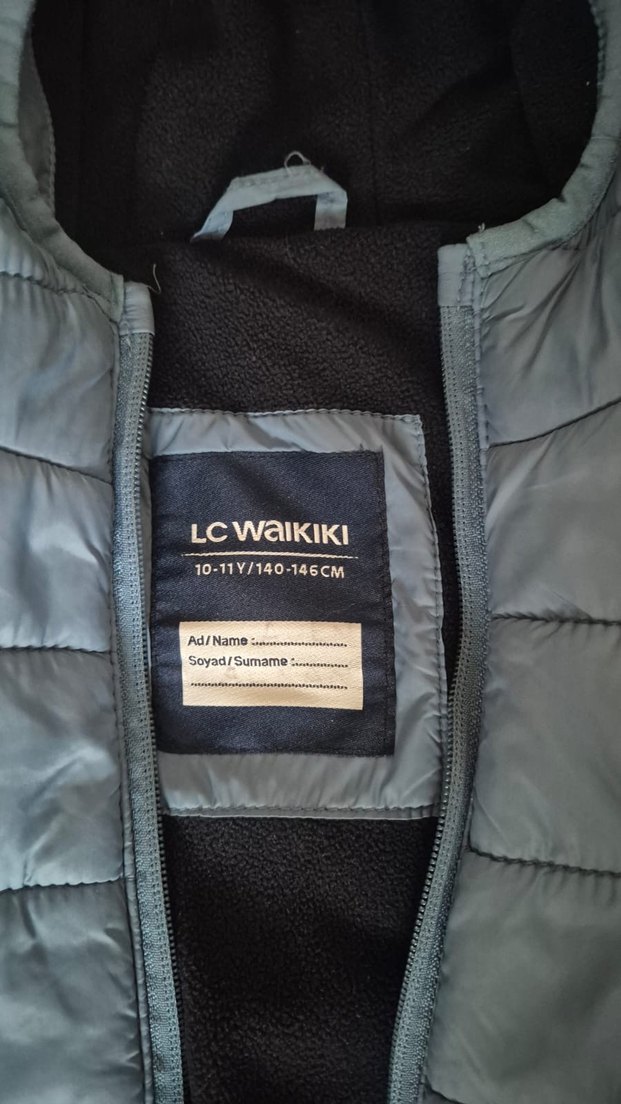 LC WAIKIKI
10-11Y/140-146CM
Ad/Name :........................
Soyad/Surname :..............
.........................................